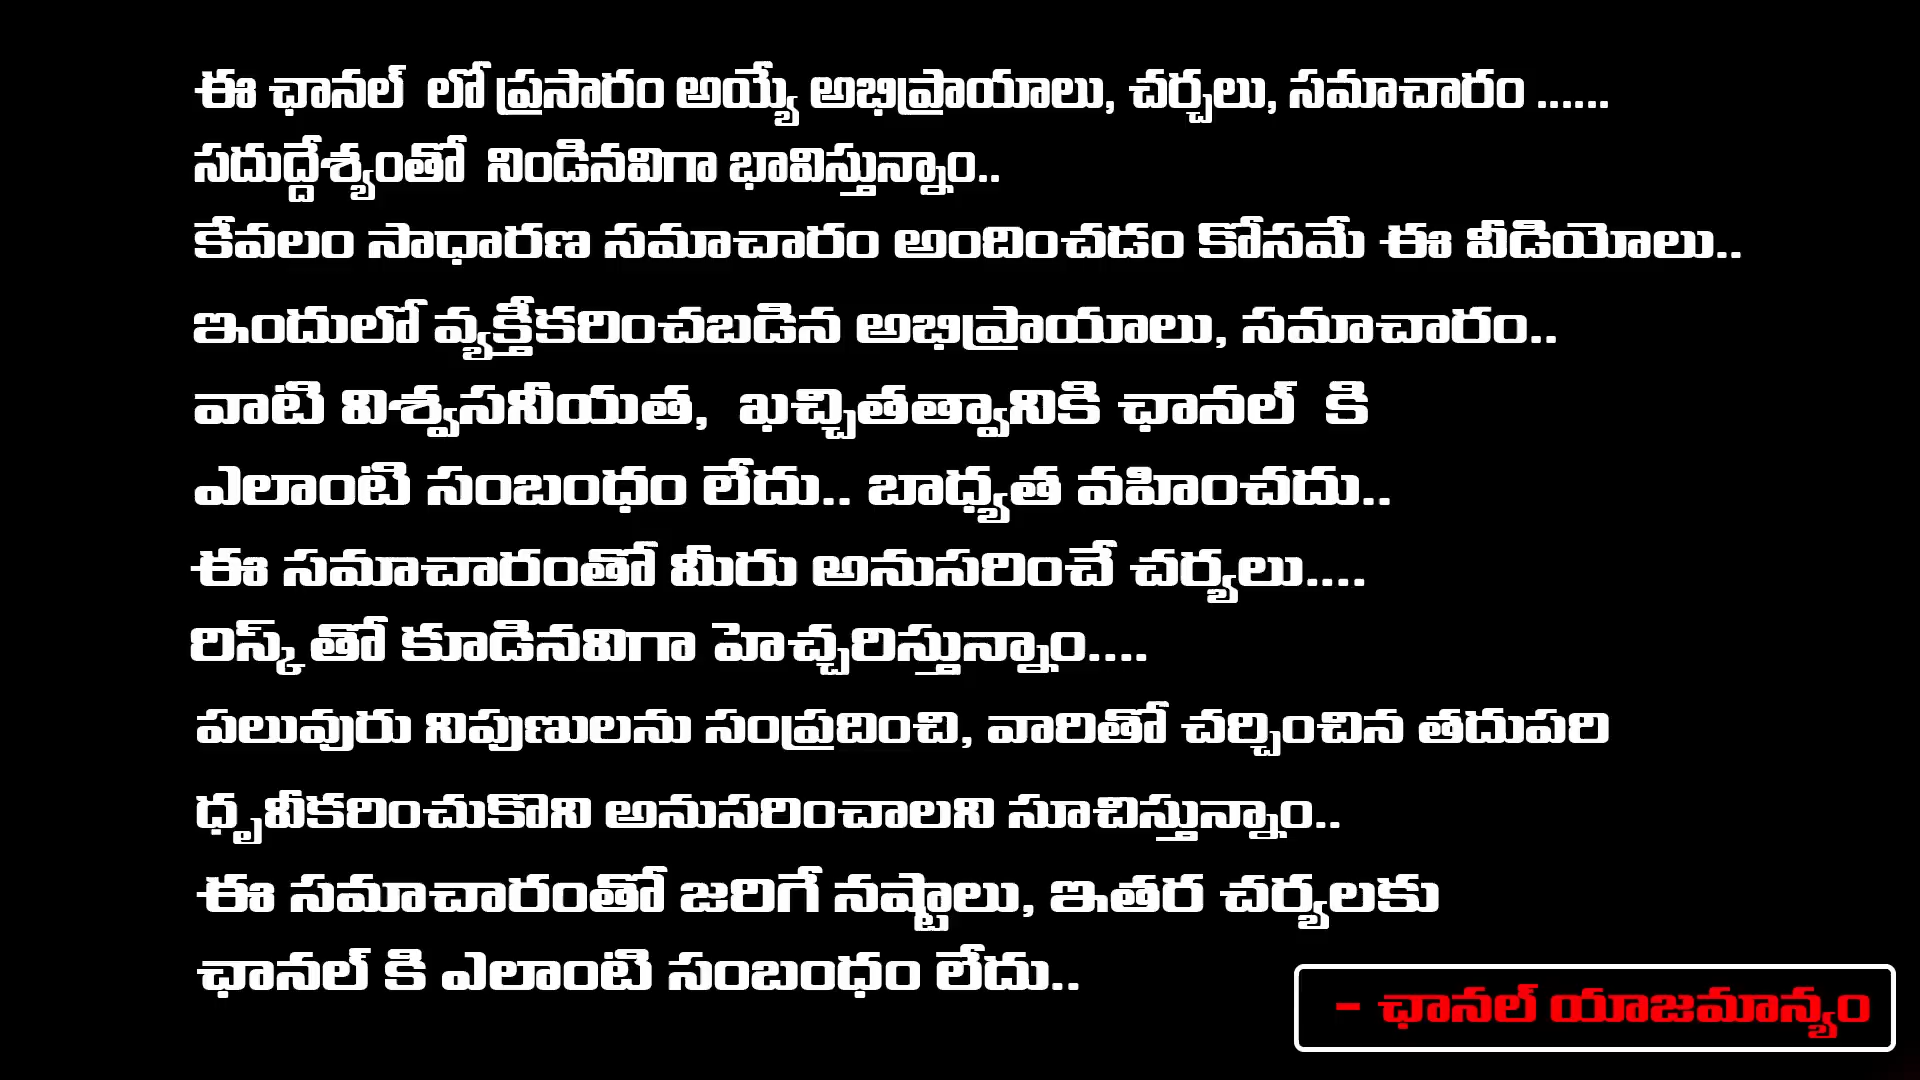 ఈ ఛానల్ లో ప్రసారం అయ్యే అభిప్రాయాలు, చర్చలు, సమాచారం ......
సదుద్దేశ్యంతో నిండినవిగా భావిస్తున్నాం..
కేవలం సాధారణ సమాచారం అందించడం కోసమే ఈ వీడియోలు..
ఇందులో వ్యక్తీకరించబడిన అభిప్రాయాలు, సమాచారం..
వాటి విశ్వసనీయత, ఖచ్చితత్వానికి ఛానల్ కి
ఎలాంటి సంబంధం లేదు.. బాధ్యత వహించదు..
ఈ సమాచారంతో మీరు అనుసరించే చర్యలు....
రిస్క్ తో కూడినవిగా హెచ్చరిస్తున్నాం....
పలువురు నిపుణులను సంప్రదించి, వారితో చర్చించిన తదుపరి
ధృవీకరించుకొని అనుసరించాలని సూచిస్తున్నాం..
ఈ సమాచారంతో జరిగే నష్టాలు, ఇతర చర్యలకు
ఛానల్ కి ఎలాంటి సంబంధం లేదు..
- ఛానల్ యాజమాన్యం